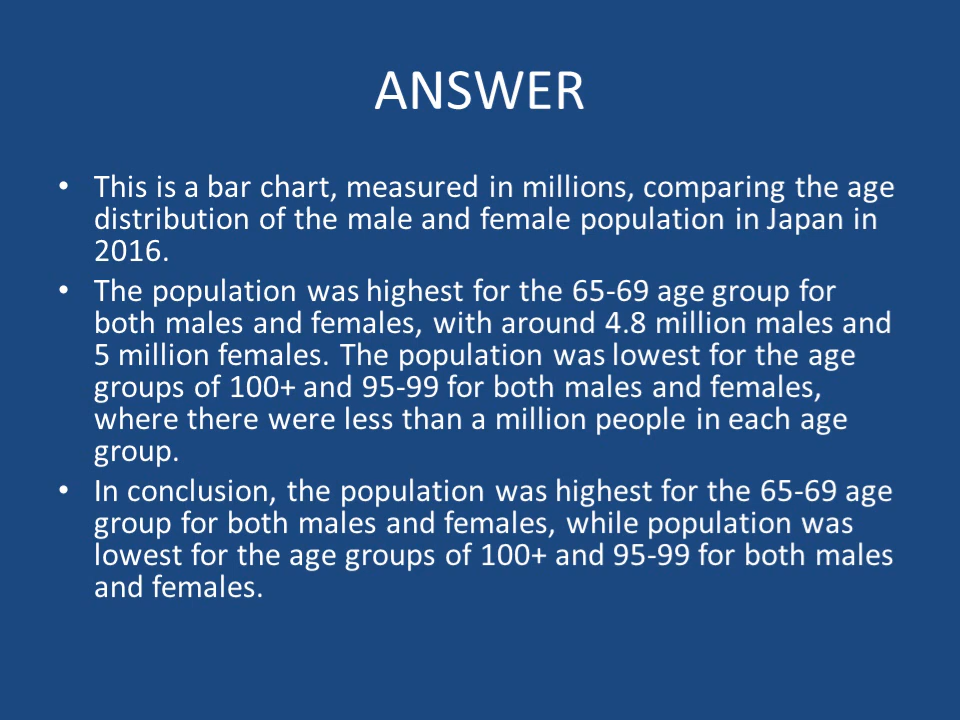 ANSWER
• This is a bar chart, measured in millions, comparing the age
distribution of the male and female population in Japan in
2016.
• The population was highest for the 65-69 age group for
both males and females, with around 4.8 million males and
5 million females. The population was lowest for the age
groups of 100+ and 95-99 for both males and females,
where there were less than a million people in each age
group.
• In conclusion, the population was highest for the 65-69 age
group for both males and females, while population was
lowest for the age groups of 100+ and 95-99 for both males
and females.